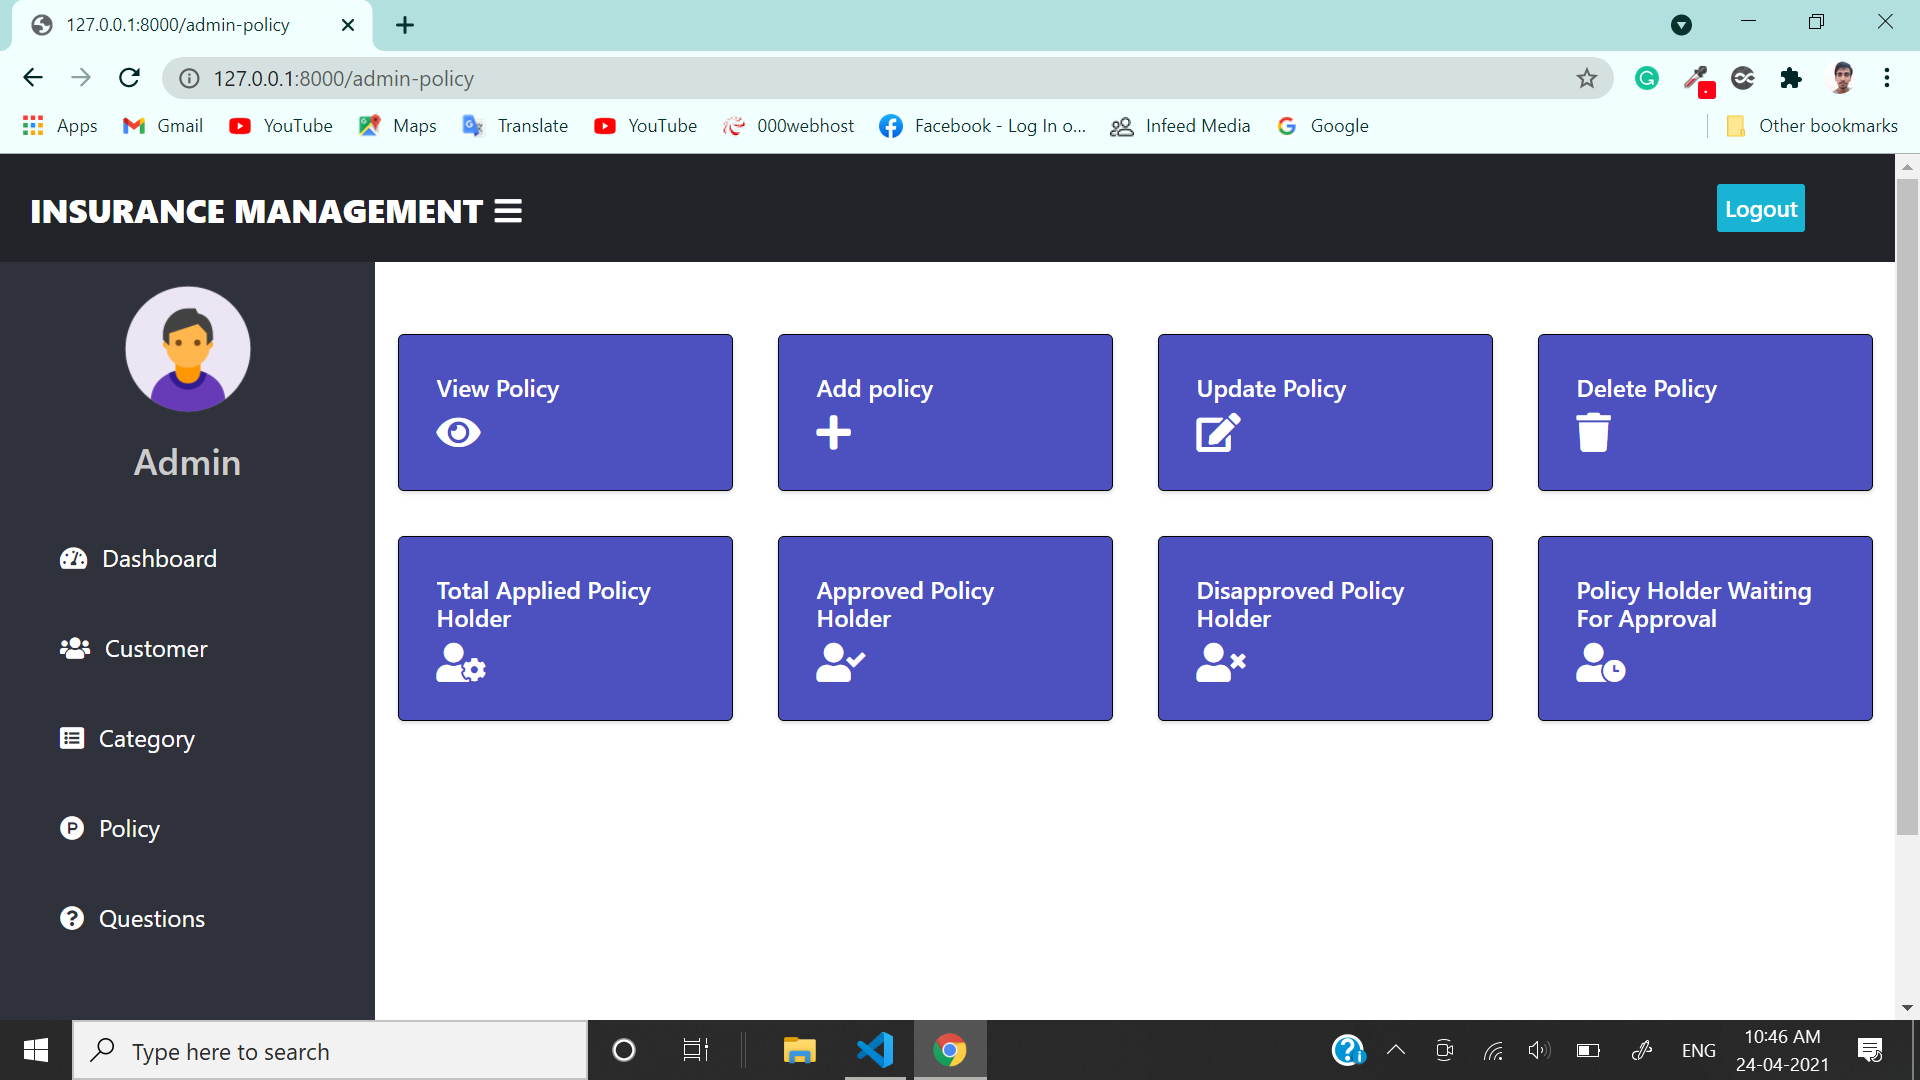 127.0.0.1:8000/admin-policy
127.0.0.1:8000/admin-policy
Apps Gmail YouTube Maps Translate YouTube 000webhost Facebook - Log In o... Infeed Media Google Other bookmarks
INSURANCE MANAGEMENT Logout
Admin
Dashboard
Customer
Category
Policy
Questions
View Policy
Add policy
Update Policy
Delete Policy
Total Applied Policy
Holder
Approved Policy
Holder
Disapproved Policy
Holder
Policy Holder Waiting
For Approval
Type here to search
ENG
10:46 AM
24-04-2021